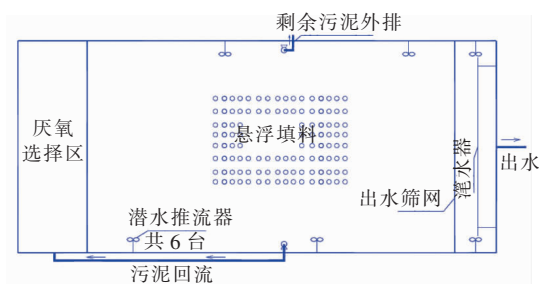 剩余污泥外排
厌氧
选择区
悬浮填料
滗水器
出水
出水筛网
潜水推流器
共6台
污泥回流